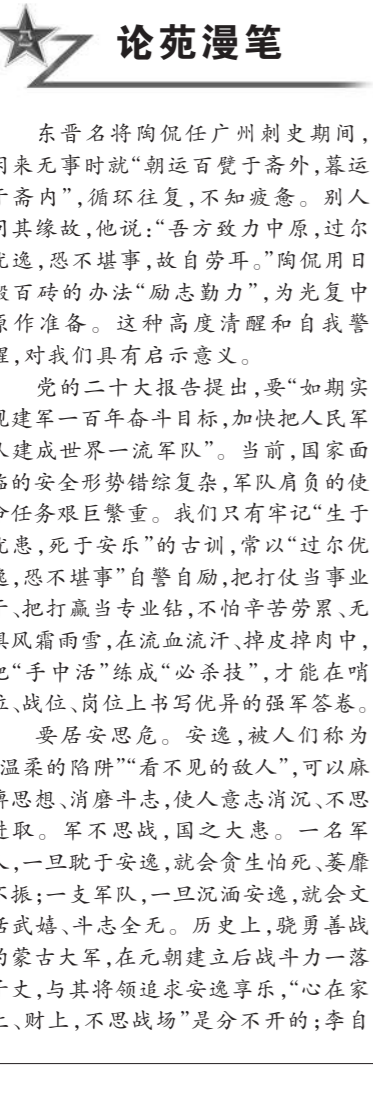 论苑漫笔
东晋名将陶侃任广州刺史期间，
闲来无事时就“朝运百甓于斋外，暮运
于斋内”，循环往复，不知疲惫。别人
问其缘故，他说：“吾方致力中原，过尔
优逸，恐不堪事，故自劳耳。”陶侃用日
搬百砖的办法“励志勤力”，为光复中
原作准备。这种高度清醒和自我警
醒，对我们具有启示意义。
党的二十大报告提出，要“如期实
现建军一百年奋斗目标，加快把人民军
队建成世界一流军队”。当前，国家面
临的安全形势错综复杂，军队肩负的使
命任务艰巨繁重。我们只有牢记“生于
忧患，死于安乐”的古训，常以“过尔优
逸，恐不堪事”自警自励，把打仗当事业
干、把打赢当专业钻，不怕辛苦劳累、无
惧风霜雨雪，在流血流汗、掉皮掉肉中，
把“手中活”练成“必杀技”，才能在哨
位、战位、岗位上书写优异的强军答卷。
要居安思危。安逸，被人们称为
“温柔的陷阱”“看不见的敌人”，可以麻
痹思想、消磨斗志，使人意志消沉、不思
进取。军不思战，国之大患。一名军
人，一旦耽于安逸，就会贪生怕死、萎靡
不振；一支军队，一旦沉湎安逸，就会文
恬武嬉、斗志全无。历史上，骁勇善战
的蒙古大军，在元朝建立后战斗力一落
千丈，与其将领追求安逸享乐，“心在家
上、财上，不思战场”是分不开的；李自